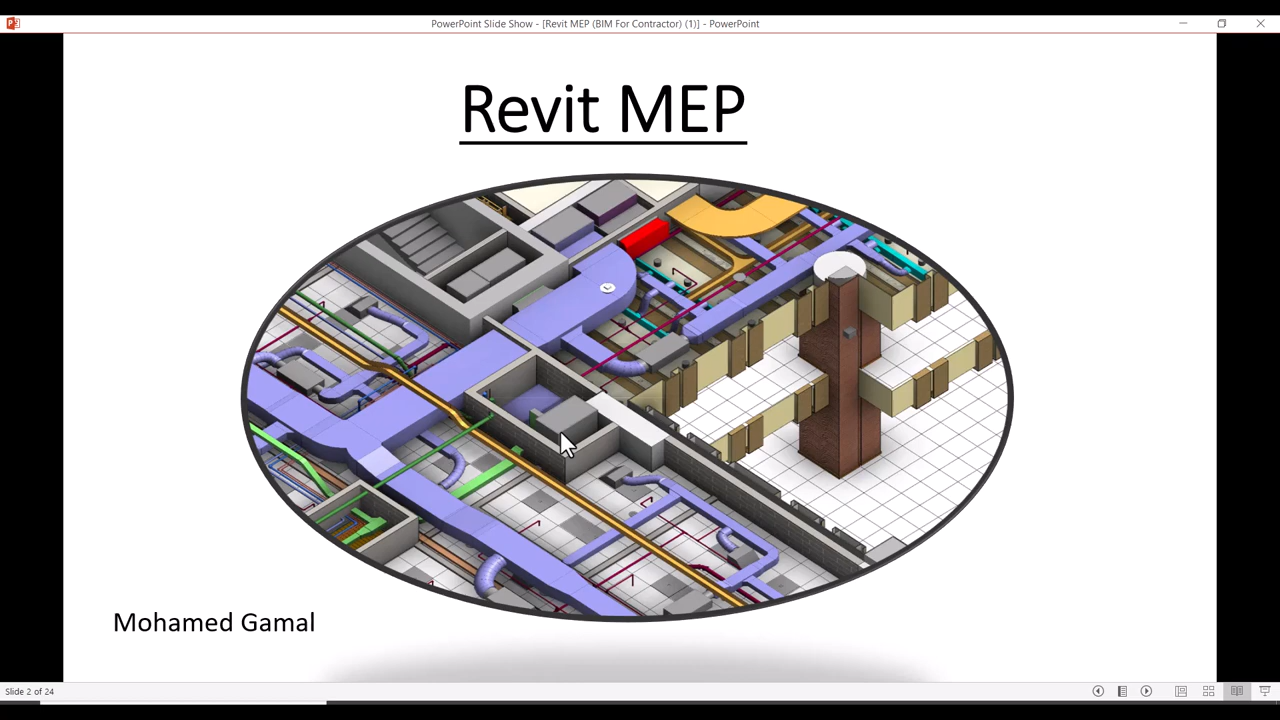 PowerPoint Slide Show - [Revit MEP (BIM For Contractor) (1)] - PowerPoint
Revit MEP
Mohamed Gamal
Slide 2 of 24